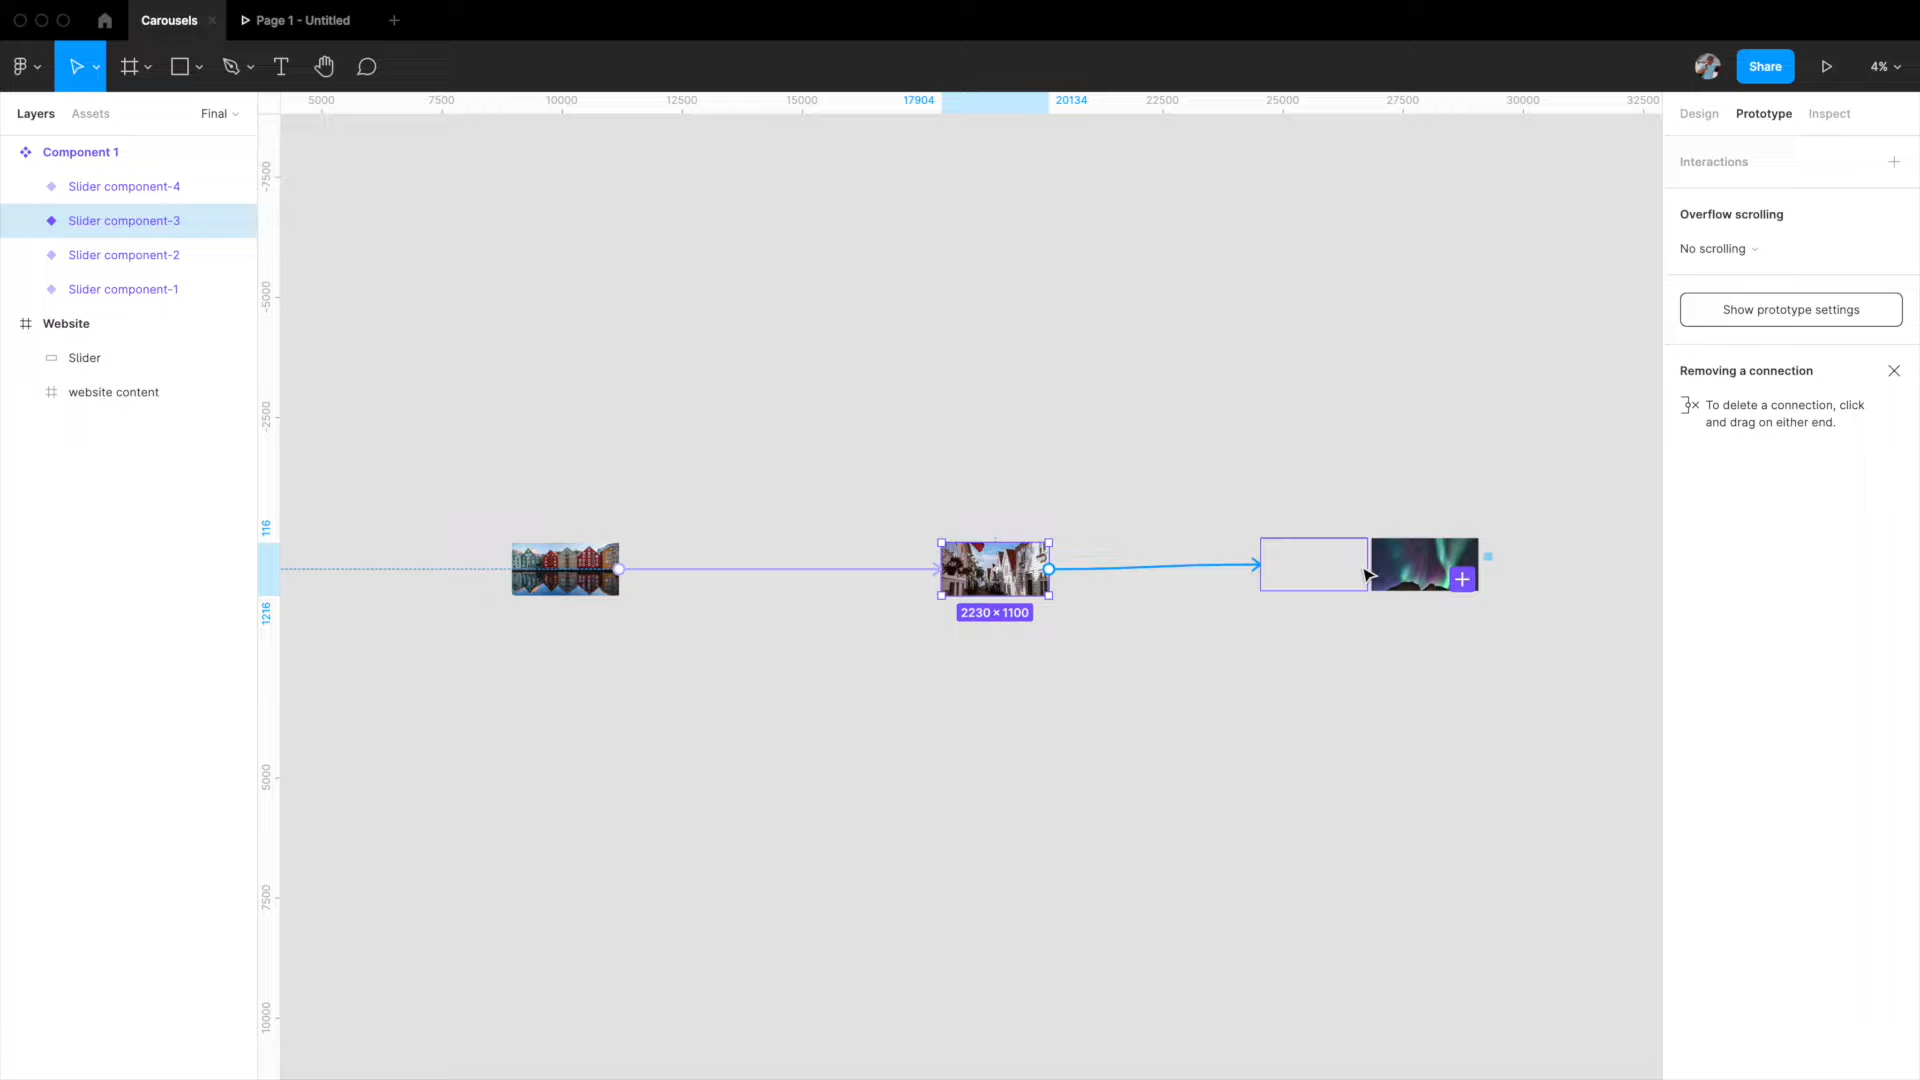 Carousels
Page 1 - Untitled
Share
4%
Layers
Assets
Final
5000
7500
10000
12500
15000
17904
20134
22500
25000
27500
30000
32500
Design
Prototype
Inspect
Component 1
Slider component-4
Slider component-3
Slider component-2
Slider component-1
Website
Slider
website content
-7500
-5000
-2500
116
1216
5000
7500
10000
2230 × 1100
Interactions
Overflow scrolling
No scrolling
Show prototype settings
Removing a connection
To delete a connection, click
and drag on either end.